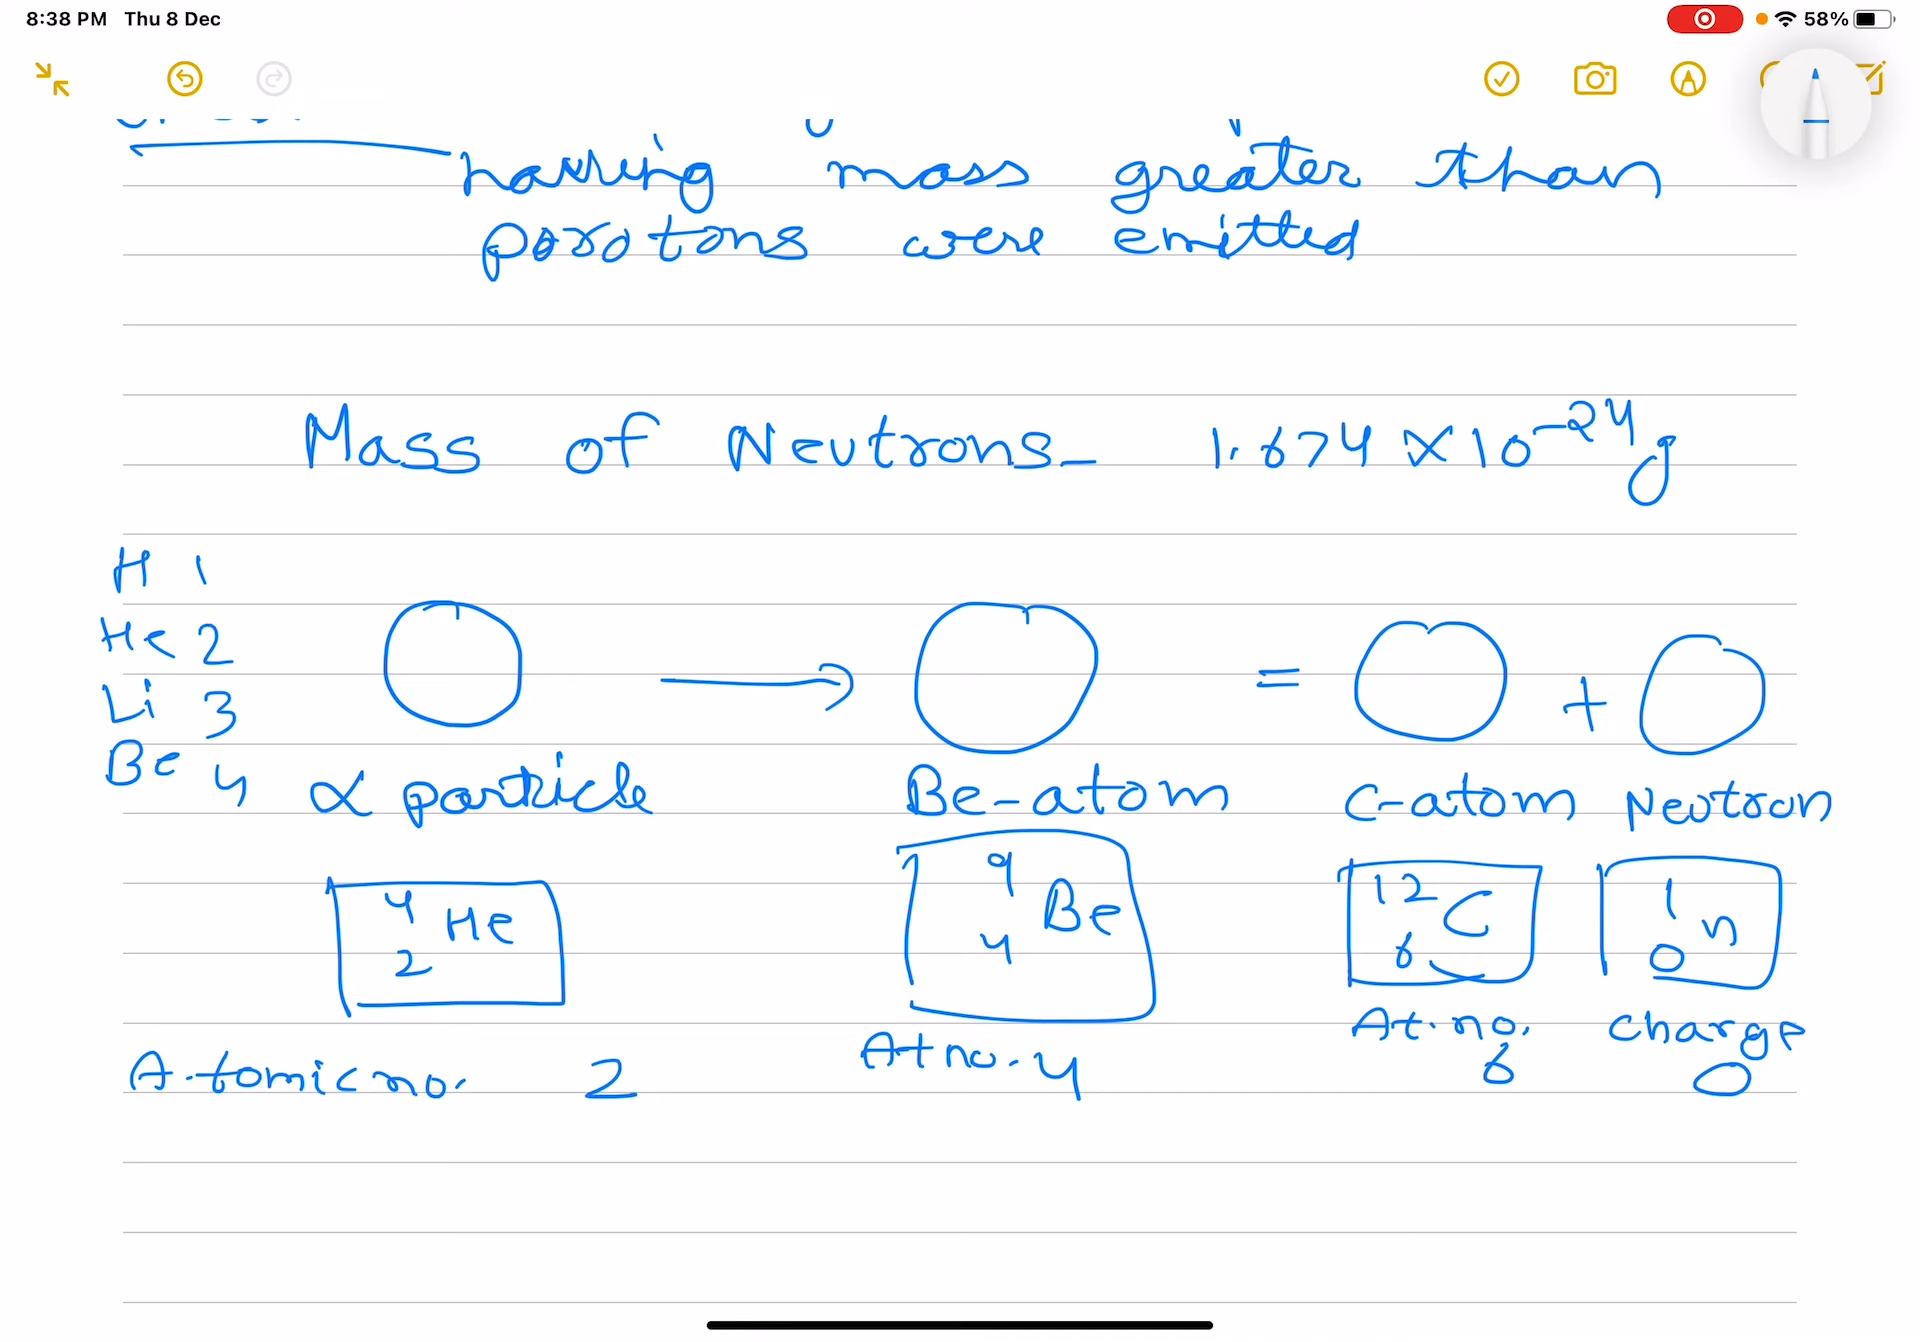 8:38 PM Thu 8 Dec 58%
having mass greater than
porotons were emitted
Mass of Neutrons- 1.674 × 10⁻²⁴g
H 1
He 2
Li 3
Be 4
= +
α particle Be-atom C-atom Neutron
⁴₂He ⁹₄Be ¹²₆C ¹₀n
Atomic no. 2 At no. 4 At. no. 6 Charge 0